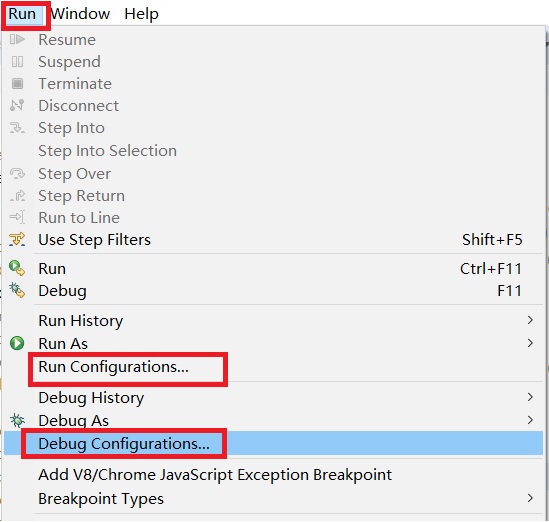 Run Window Help
Resume
Suspend
Terminate
Disconnect
Step Into
Step Into Selection
Step Over
Step Return
Run to Line
Use Step Filters Shift+F5
Run Ctrl+F11
Debug F11
Run History
Run As
Run Configurations...
Debug History
Debug As
Debug Configurations...
Add V8/Chrome JavaScript Exception Breakpoint
Breakpoint Types